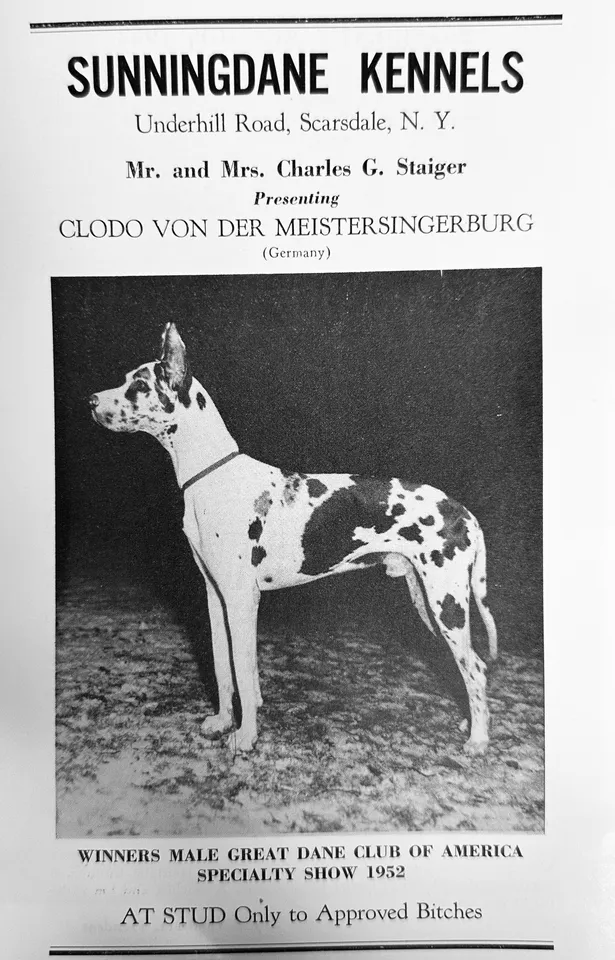 SUNNINGDANE KENNELS
Underhill Road, Scarsdale, N. Y.
Mr. and Mrs. Charles G. Staiger
Presenting
CLODO VON DER MEISTERSINGERBURG
(Germany)
WINNERS MALE GREAT DANE CLUB OF AMERICA
SPECIALTY SHOW 1952
AT STUD Only to Approved Bitches